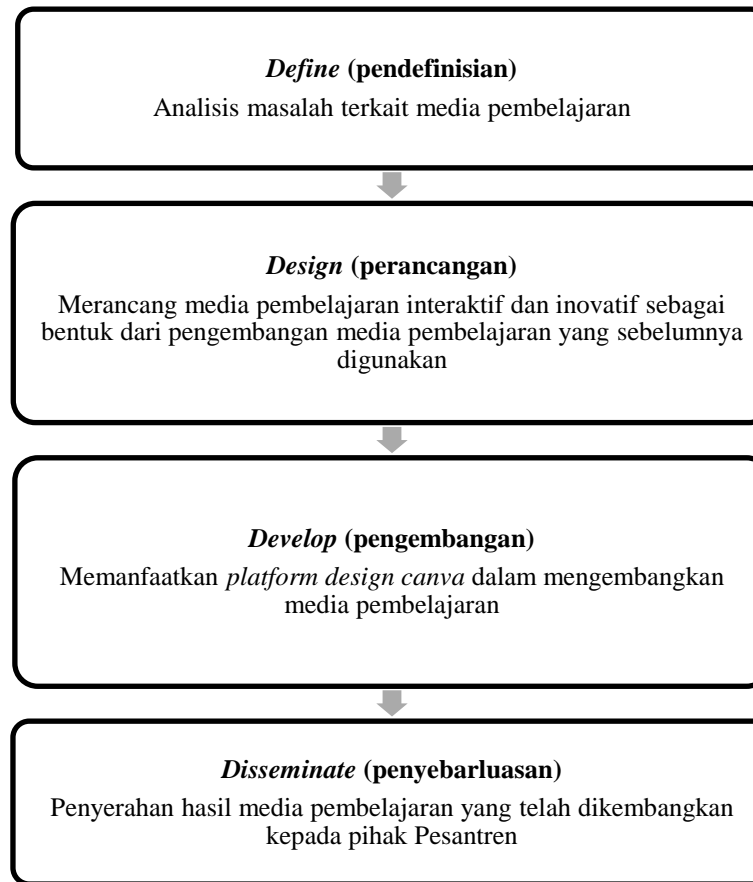 Define (pendefinisian)
Analisis masalah terkait media pembelajaran
Design (perancangan)
Merancang media pembelajaran interaktif dan inovatif sebagai
bentuk dari pengembangan media pembelajaran yang sebelumnya
digunakan
Develop (pengembangan)
Memanfaatkan platform design canva dalam mengembangkan
media pembelajaran
Disseminate (penyebarluasan)
Penyerahan hasil media pembelajaran yang telah dikembangkan
kepada pihak Pesantren